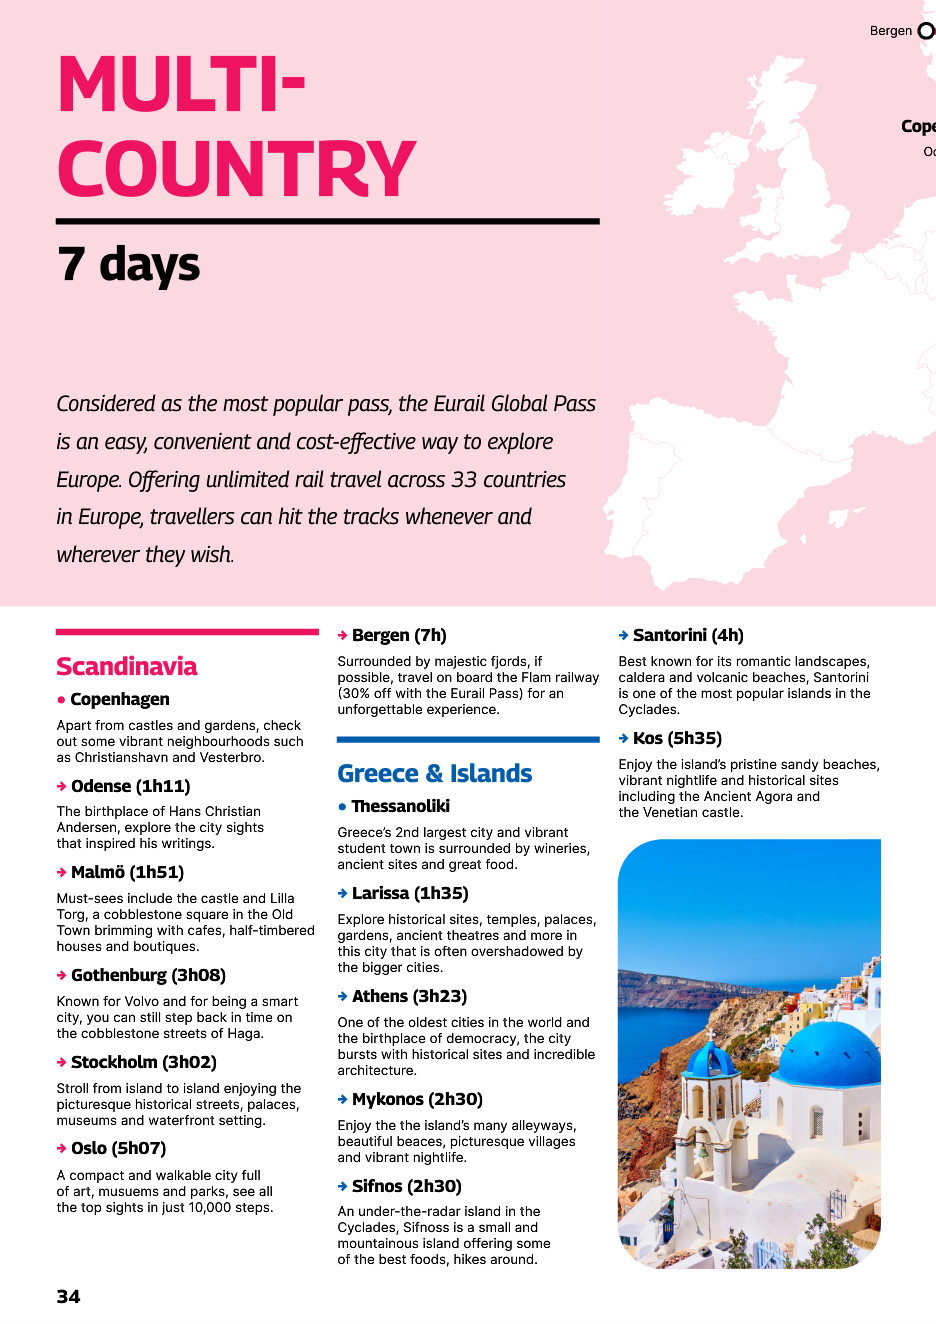 MULTI-
COUNTRY
7 days
Considered as the most popular pass, the Eurail Global Pass
is an easy, convenient and cost-effective way to explore
Europe. Offering unlimited rail travel across 33 countries
in Europe, travellers can hit the tracks whenever and
wherever they wish.
Bergen
Cope
Od
Scandinavia
• Copenhagen
Apart from castles and gardens, check
out some vibrant neighbourhoods such
as Christianshavn and Vesterbro.
→ Odense (1h11)
The birthplace of Hans Christian
Andersen, explore the city sights
that inspired his writings.
→ Malmö (1h51)
Must-sees include the castle and Lilla
Torg, a cobblestone square in the Old
Town brimming with cafes, half-timbered
houses and boutiques.
→ Gothenburg (3h08)
Known for Volvo and for being a smart
city, you can still step back in time on
the cobblestone streets of Haga.
→ Stockholm (3h02)
Stroll from island to island enjoying the
picturesque historical streets, palaces,
museums and waterfront setting.
→ Oslo (5h07)
A compact and walkable city full
of art, musuems and parks, see all
the top sights in just 10,000 steps.
→ Bergen (7h)
Surrounded by majestic fjords, if
possible, travel on board the Flam railway
(30% off with the Eurail Pass) for an
unforgettable experience.
Greece & Islands
• Thessanoliki
Greece's 2nd largest city and vibrant
student town is surrounded by wineries,
ancient sites and great food.
→ Larissa (1h35)
Explore historical sites, temples, palaces,
gardens, ancient theatres and more in
this city that is often overshadowed by
the bigger cities.
→ Athens (3h23)
One of the oldest cities in the world and
the birthplace of democracy, the city
bursts with historical sites and incredible
architecture.
→ Mykonos (2h30)
Enjoy the the island's many alleyways,
beautiful beaces, picturesque villages
and vibrant nightlife.
→ Sifnos (2h30)
An under-the-radar island in the
Cyclades, Sifnoss is a small and
mountainous island offering some
of the best foods, hikes around.
→ Santorini (4h)
Best known for its romantic landscapes,
caldera and volcanic beaches, Santorini
is one of the most popular islands in the
Cyclades.
→ Kos (5h35)
Enjoy the island's pristine sandy beaches,
vibrant nightlife and historical sites
including the Ancient Agora and
the Venetian castle.
34